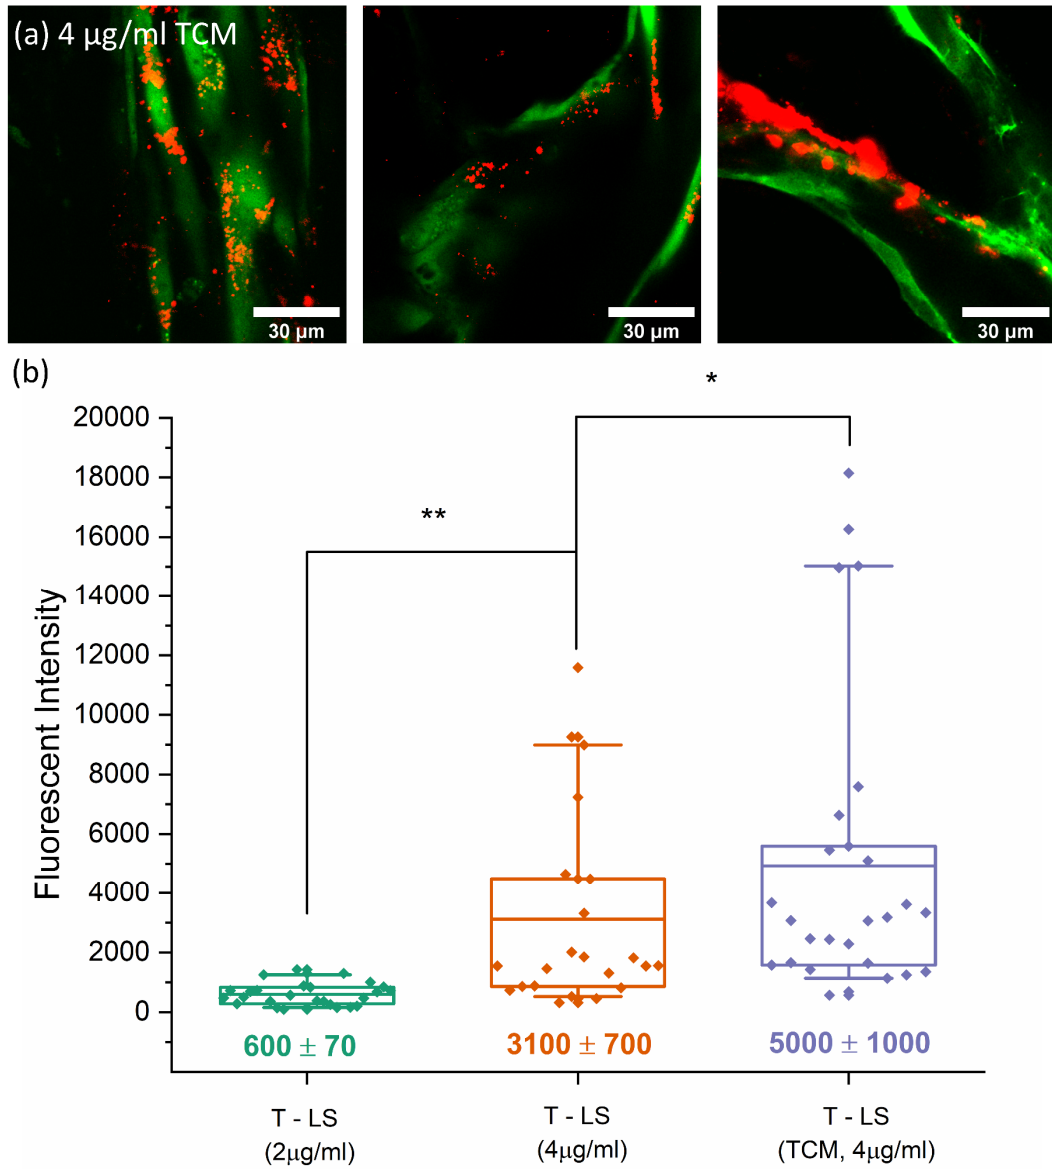 (a) 4 µg/ml TCM
30 µm
30 µm
30 µm
(b)
*
**
20000
18000
16000
14000
12000
10000
8000
6000
4000
2000
0
Fluorescent Intensity
600 ± 70
3100 ± 700
5000 ± 1000
T - LS
(2µg/ml)
T - LS
(4µg/ml)
T - LS
(TCM, 4µg/ml)